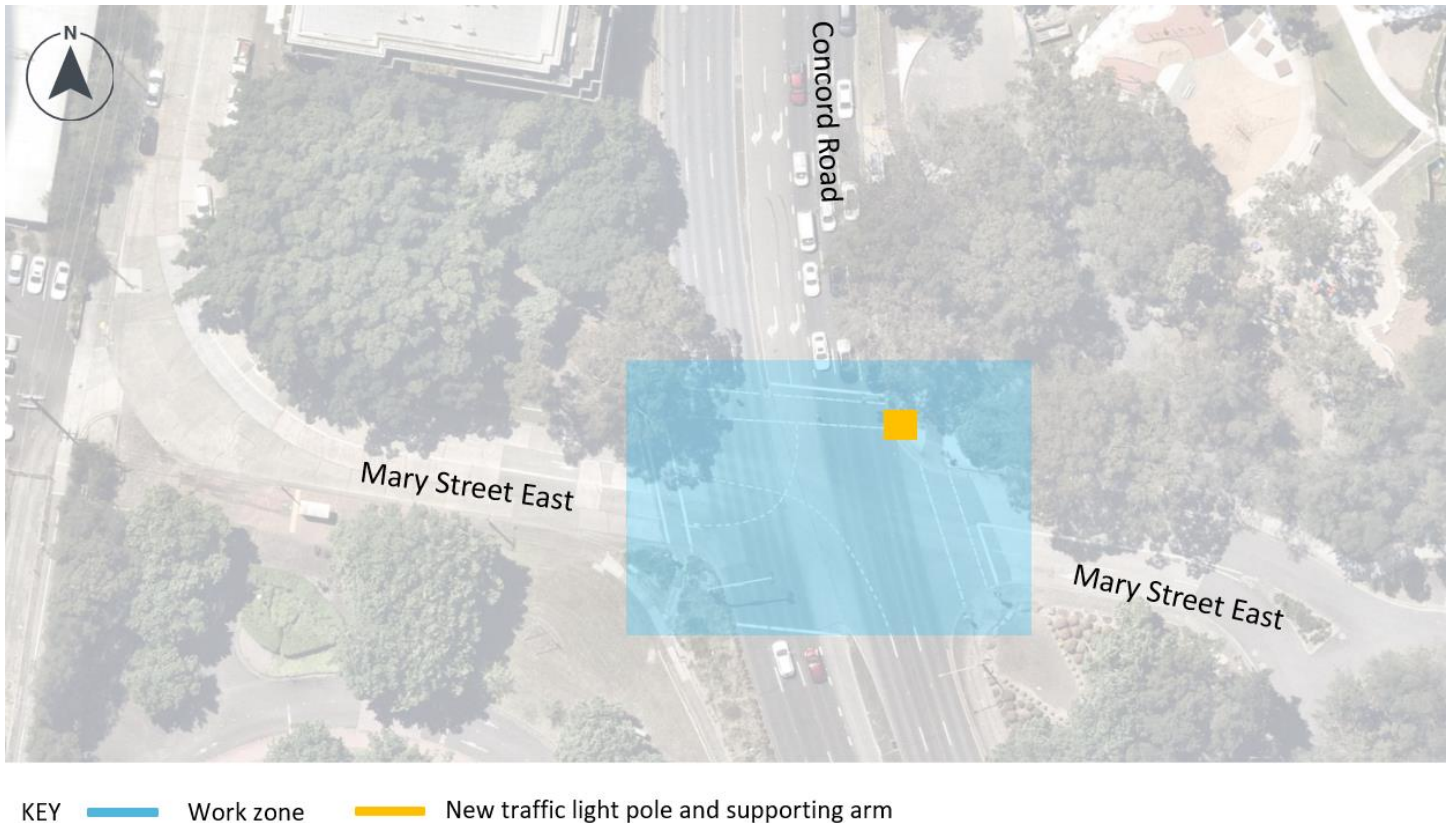 N
Concord Road
Mary Street East
Mary Street East
KEY Work zone New traffic light pole and supporting arm